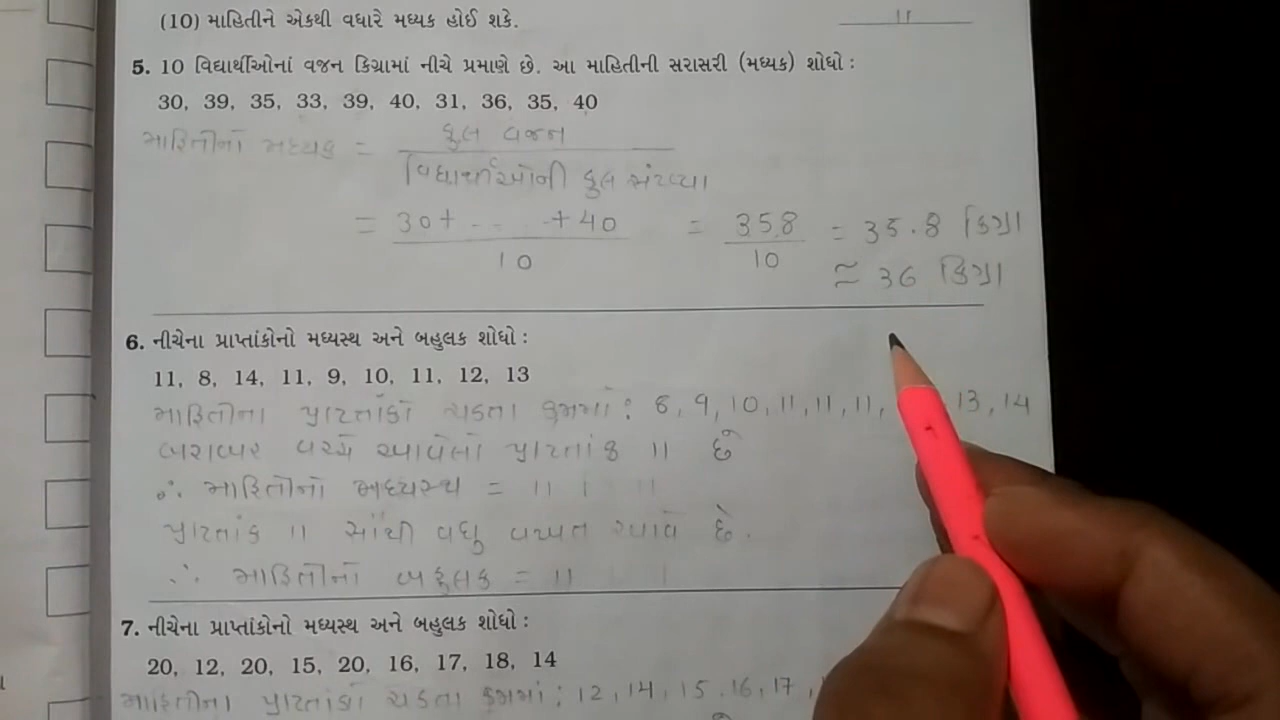 (10) માહિતીને એકથી વધારે મધ્યક હોઈ શકે. ॥
5. 10 વિદ્યાર્થીઓનાં વજન કિગ્રામાં નીચે પ્રમાણે છે. આ માહિતીની સરાસરી (મધ્યક) શોધો :
30, 39, 35, 33, 39, 40, 31, 36, 35, 40
માહિતીનો મધ્યક = કુલ વજન
વિદ્યાર્થીઓની કુલ સંખ્યા
= 30+ ... +40 = 358 = 35.8 કિગ્રા
10 10 ≈ 36 કિગ્રા
6. નીચેના પ્રાપ્તાંકોનો મધ્યસ્થ અને બહુલક શોધો :
11, 8, 14, 11, 9, 10, 11, 12, 13
માહિતીના પ્રાપ્તાંકો ચડતા ક્રમમાં : 8, 9, 10, 11, 11, 11, 13, 14
બરાબર વચ્ચે આવેલો પ્રાપ્તાંક 11 છે
∴ માહિતીનો મધ્યસ્થ = 11
પ્રાપ્તાંક 11 સૌથી વધુ વખત આવે છે.
∴ માહિતીનો બહુલક = 11
7. નીચેના પ્રાપ્તાંકોનો મધ્યસ્થ અને બહુલક શોધો :
20, 12, 20, 15, 20, 16, 17, 18, 14
માહિતીના પ્રાપ્તાંકો ચડતા ક્રમમાં : 12, 14, 15, 16, 17,